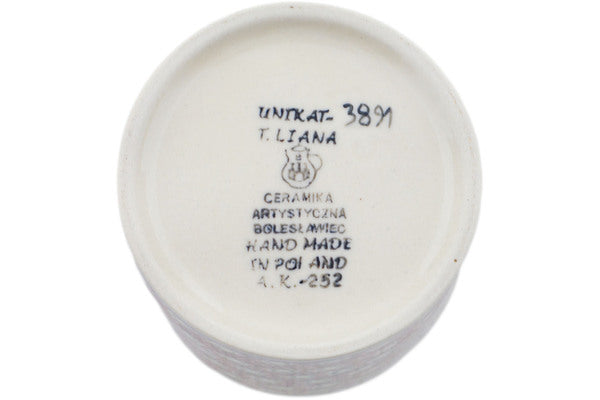 UNIKAT-3891
T. LIANA
CERAMIKA
ARTYSTYCZNA
BOLESŁAWIEC
HAND MADE
IN POLAND
A. K.-252